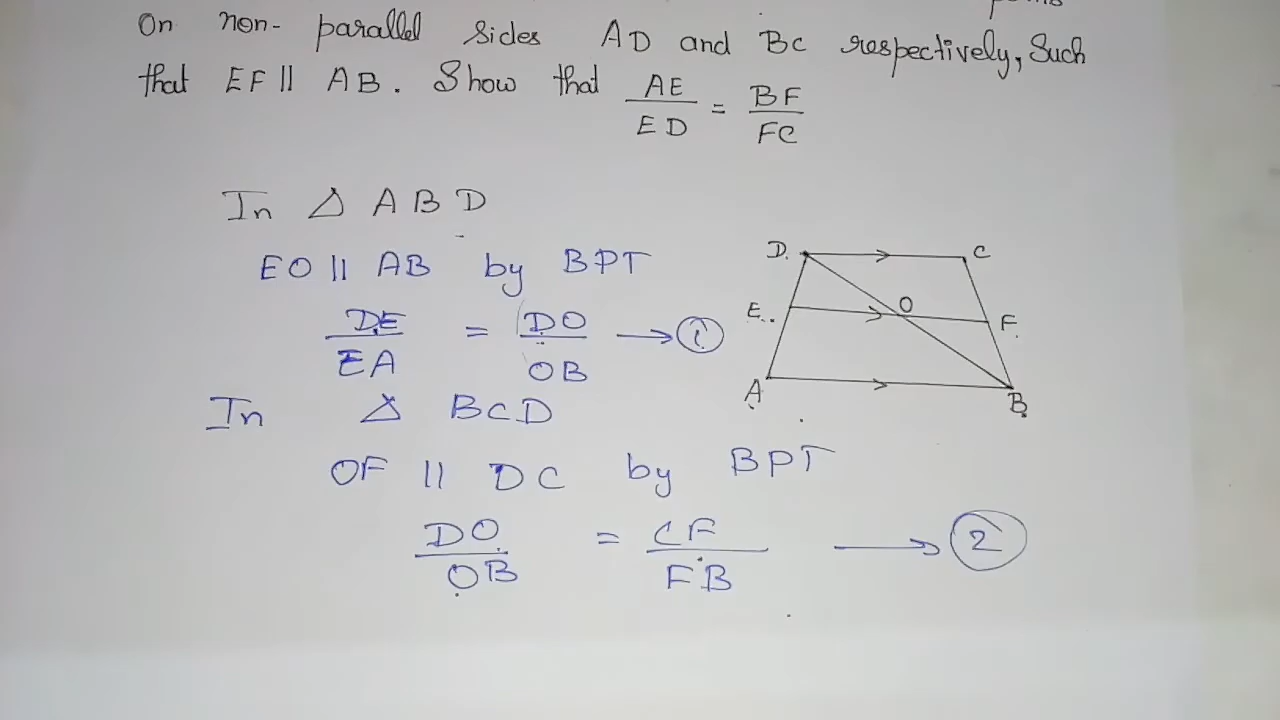 On non-parallel sides AD and BC respectively, Such
that EF || AB. Show that AE/ED = BF/FC
In △ ABD
EO || AB by BPT
DE/EA = DO/OB → ①
In △ BCD
OF || DC by BPT
DO/OB = CF/FB → ②
D C
E O F
A B